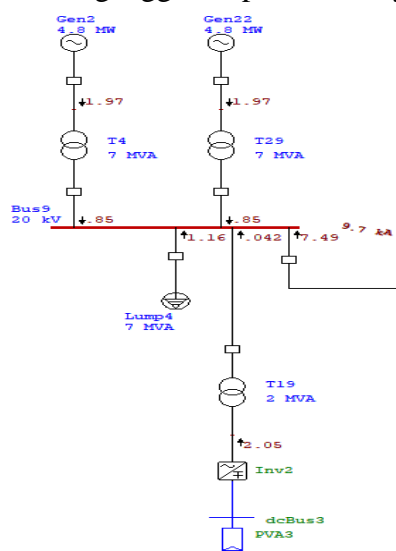 Gen2
4.8 MW
Gen22
4.8 MW
1.97
1.97
T4
7 MVA
T29
7 MVA
Bus9
20 kV
.85
.85
9.7 kA
1.16
.042
7.49
Lump4
7 MVA
T19
2 MVA
2.05
Inv2
dcBus3
PVA3